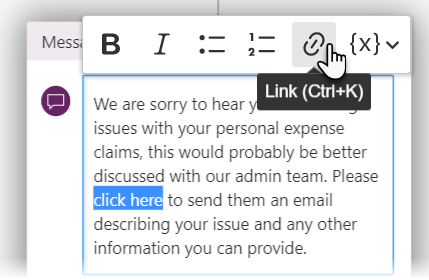 Messa
B I {x}
Link (Ctrl+K)
We are sorry to hear
issues with your personal expense
claims, this would probably be better
discussed with our admin team. Please
click here to send them an email
describing your issue and any other
information you can provide.